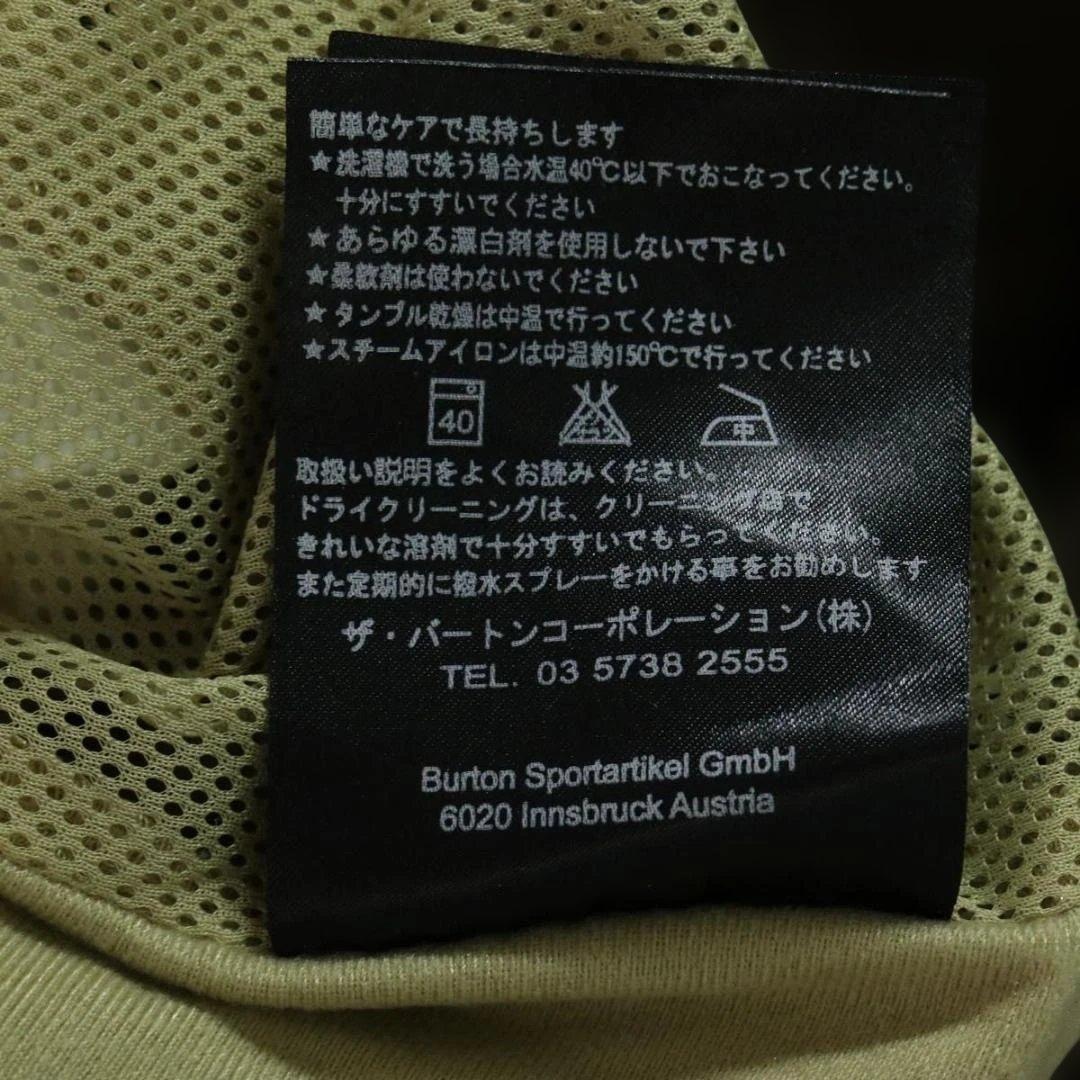 簡単なケアで長持ちします
★洗濯機で洗う場合水温40℃以下でおこなってください。
十分にすすいでください
★あらゆる漂白剤を使用しないで下さい
★柔軟剤は使わないでください
★タンブル乾燥は中温で行ってください
★スチームアイロンは中温約150℃で行ってください
40 エンソ 中
取扱い説明をよくお読みください。
ドライクリーニングは、クリーニング店で
きれいな溶剤で十分すすいでもらってください。
また定期的に撥水スプレーをかける事をお勧めします
ザ・バートンコーポレーション(株)
TEL. 03 5738 2555
Burton Sportartikel GmbH
6020 Innsbruck Austria